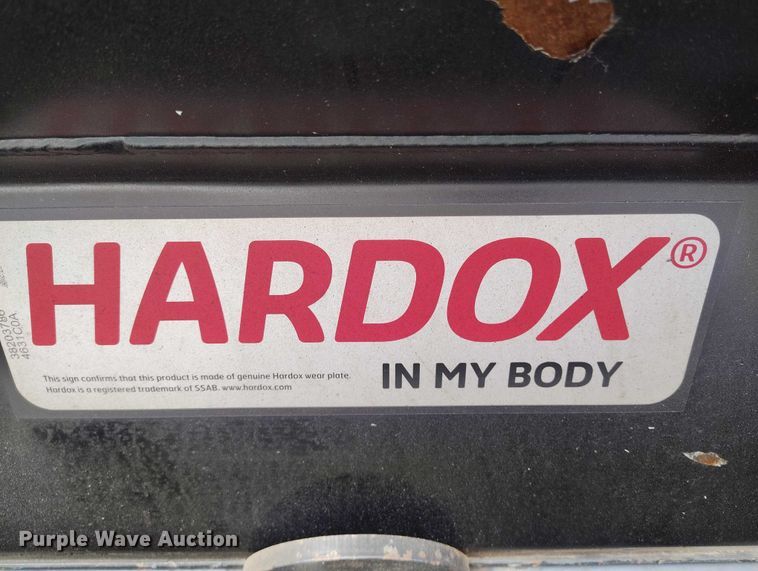 HARDOX®
IN MY BODY
This sign confirms that this product is made of genuine Hardox wear plate.
Hardox is a registered trademark of SSAB. www.hardox.com
4631C0A
Purple Wave Auction